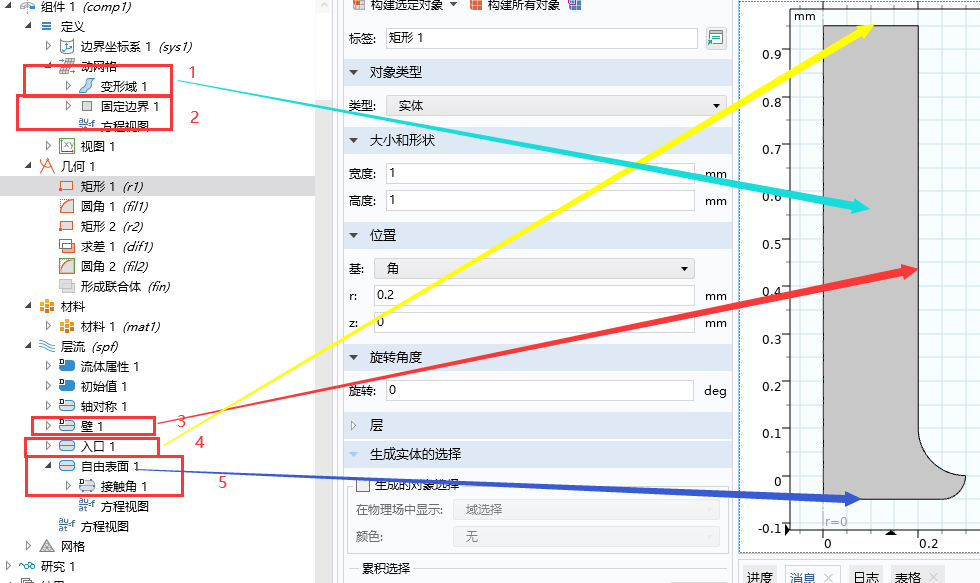 组件 1 (comp1)
定义
边界坐标系 1 (sys1)
动网格
变形域 1
固定边界 1
方程视图
视图 1
几何 1
矩形 1 (r1)
圆角 1 (fil1)
矩形 2 (r2)
求差 1 (dif1)
圆角 2 (fil2)
形成联合体 (fin)
材料
材料 1 (mat1)
层流 (spf)
流体属性 1
初始值 1
轴对称 1
壁 1
入口 1
自由表面 1
接触角 1
方程视图
方程视图
网格
研究 1
1
2
3
4
5
构建选定对象
构建所有对象
标签:
矩形 1
对象类型
类型:
实体
大小和形状
宽度:
1
mm
高度:
1
mm
位置
基:
角
r:
0.2
mm
z:
0
mm
旋转角度
旋转:
0
deg
层
生成实体的选择
生成的对象选择
在物理场中显示:
域选择
颜色:
无
累积选择
mm
0.9
0.8
0.7
0.6
0.5
0.4
0.3
0.2
0.1
0
-0.1
r=0
0
0.2
进度
消息
日志
表格